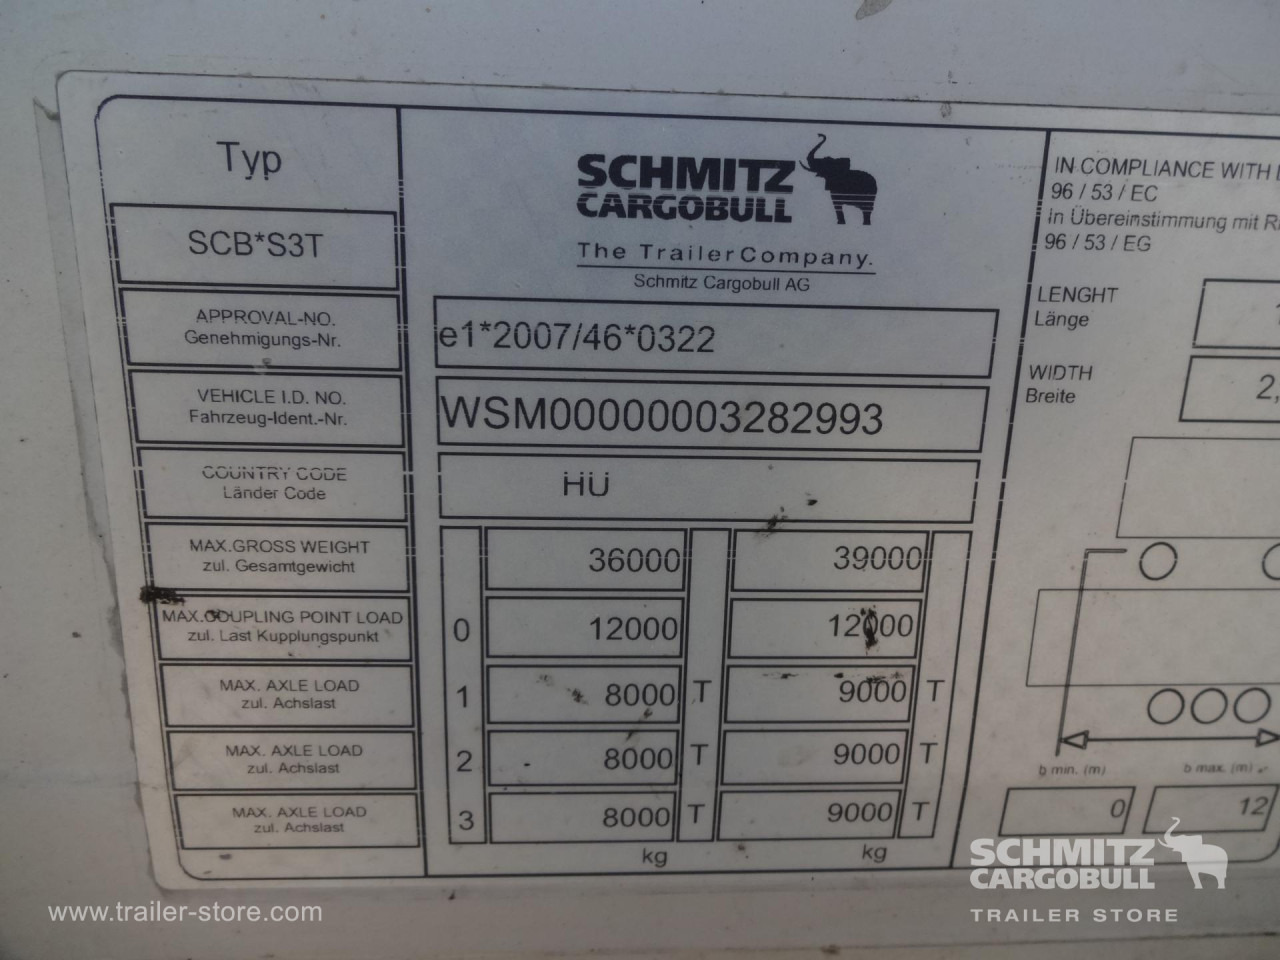 Typ
SCB*S3T
APPROVAL-NO.
Genehmigungs-Nr.
VEHICLE I.D. NO.
Fahrzeug-Ident.-Nr.
COUNTRY CODE
Länder Code
MAX.GROSS WEIGHT
zul. Gesamtgewicht
MAX.COUPLING POINT LOAD
zul. Last Kupplungspunkt
MAX. AXLE LOAD
zul. Achslast
MAX. AXLE LOAD
zul. Achslast
MAX. AXLE LOAD
zul. Achslast
SCHMITZ
CARGOBULL
The TrailerCompany.
Schmitz Cargobull AG
e1*2007/46*0322
WSM00000003282993
HU
36000 39000
0 12000 12000
1 8000 T 9000 T
2 8000 T 9000 T
3 8000 T 9000 T
kg kg
IN COMPLIANCE WITH
96 / 53 / EC
In Übereinstimmung mit
96 / 53 / EG
LENGHT
Länge
WIDTH
Breite
2,
b min. (m) b max. (m)
0 12
SCHMITZ
CARGOBULL
TRAILER STORE
www.trailer-store.com